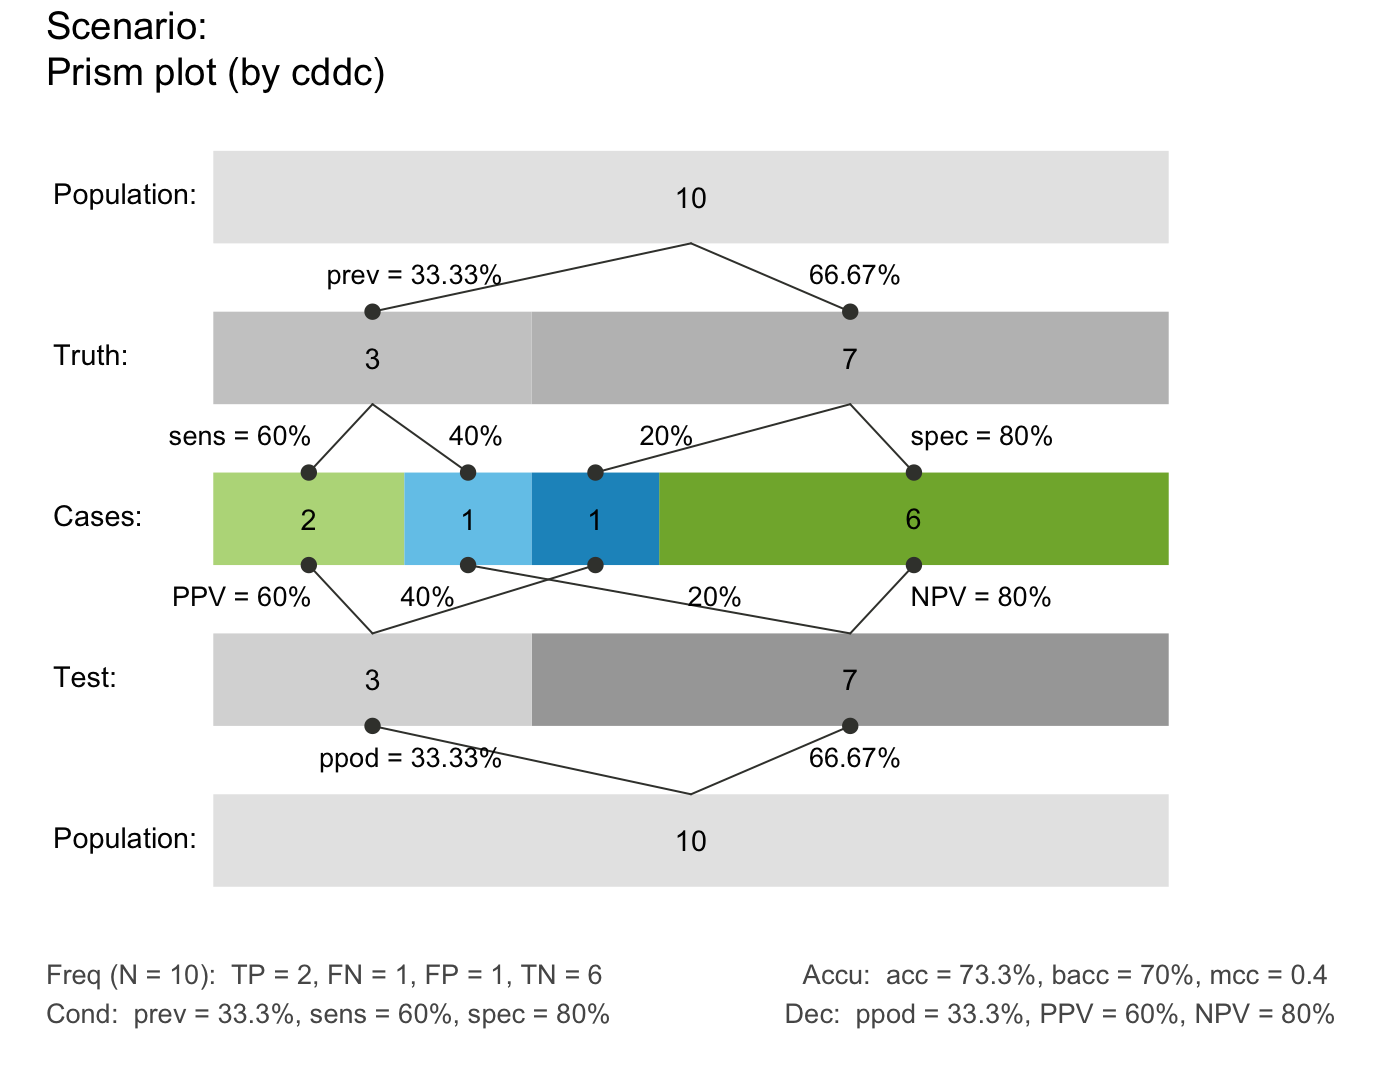 Scenario:
Prism plot (by cddc)
Population:
10
prev = 33.33%
66.67%
Truth:
3
7
sens = 60%
40%
20%
spec = 80%
Cases:
2
1
1
6
PPV = 60%
40%
20%
NPV = 80%
Test:
3
7
ppod = 33.33%
66.67%
Population:
10
Freq (N = 10):  TP = 2, FN = 1, FP = 1, TN = 6
Accu:  acc = 73.3%, bacc = 70%, mcc = 0.4
Cond:  prev = 33.3%, sens = 60%, spec = 80%
Dec:  ppod = 33.3%, PPV = 60%, NPV = 80%